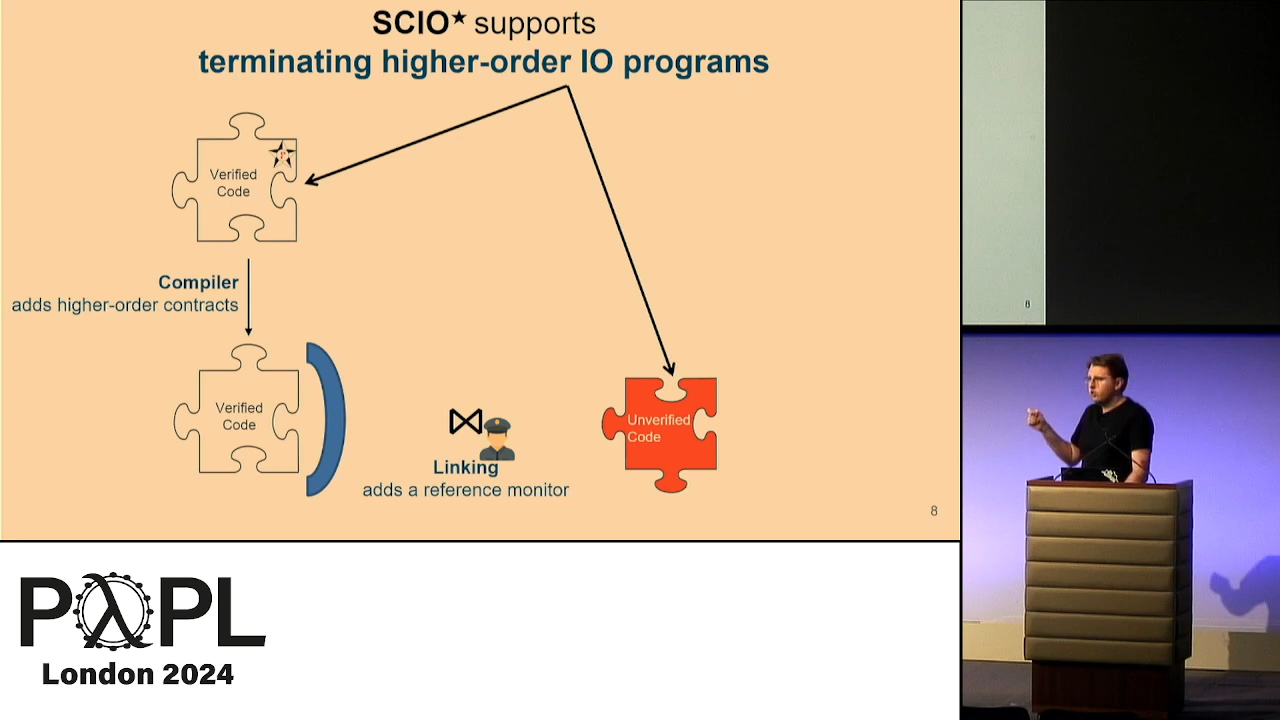 SCIO★ supports
terminating higher-order IO programs
Verified
Code
Compiler
adds higher-order contracts
Verified
Code
Unverified
Code
Linking
adds a reference monitor
8
8
PλPL
London 2024